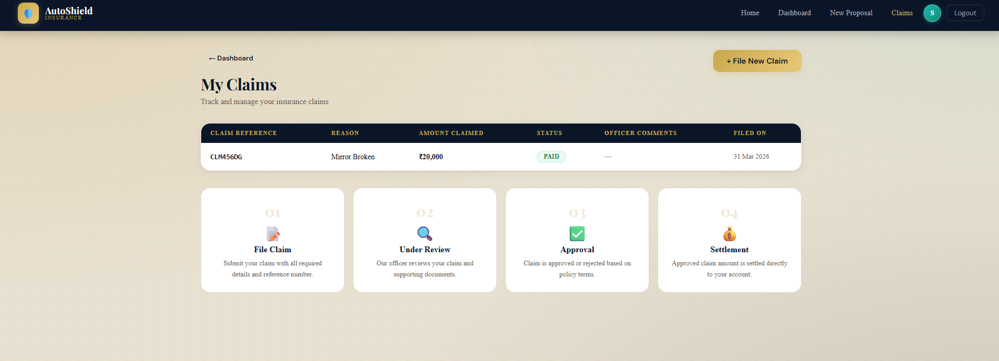 AutoShield
INSURANCE
Home Dashboard New Proposal Claims S Logout
← Dashboard
+ File New Claim
My Claims
Track and manage your insurance claims
CLAIM REFERENCE REASON AMOUNT CLAIMED STATUS OFFICER COMMENTS FILED ON
CLM456DG Mirror Broken ₹20,000 PAID — 31 Mar 2026
01
File Claim
Submit your claim with all required
details and reference number.
02
Under Review
Our officer reviews your claim and
supporting documents.
03
Approval
Claim is approved or rejected based on
policy terms.
04
Settlement
Approved claim amount is settled directly
to your account.